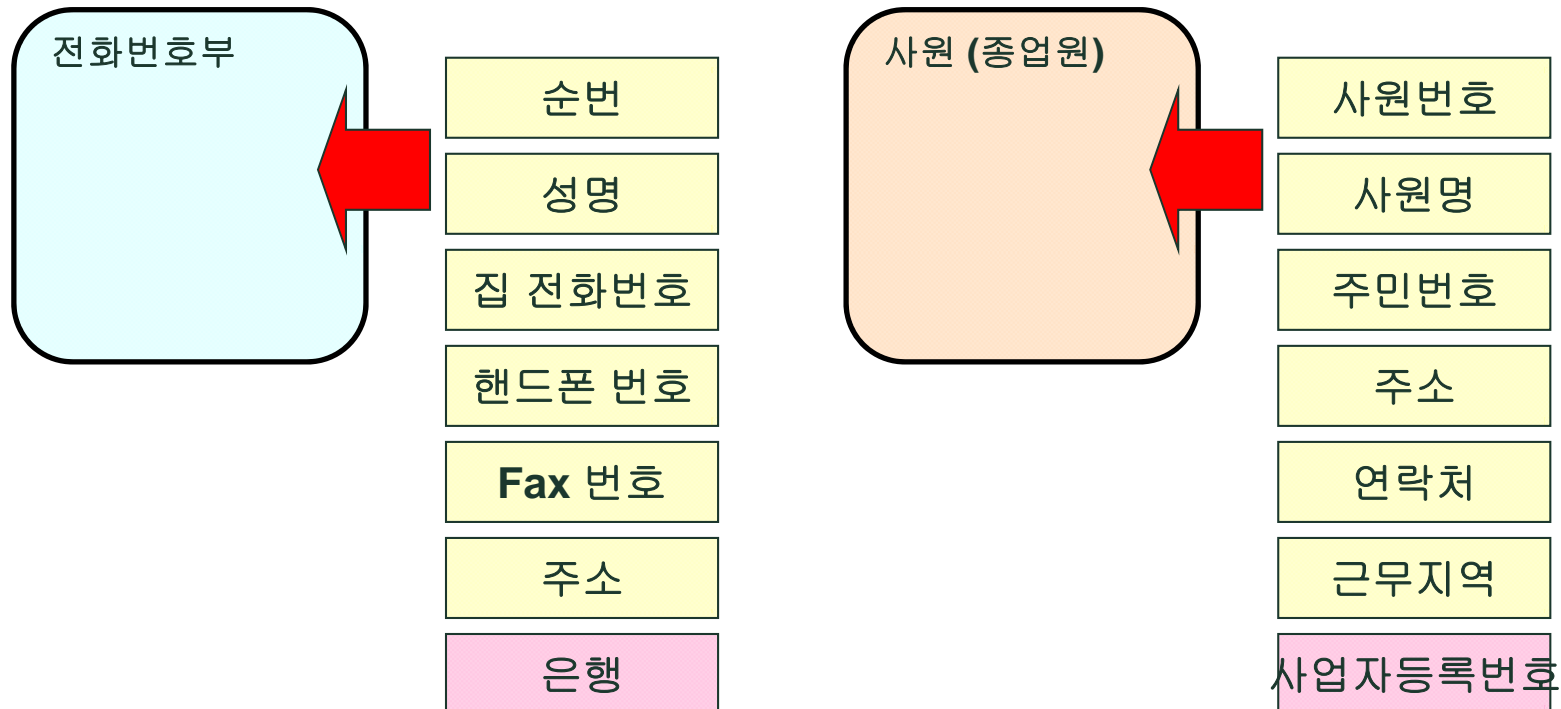 전화번호부
순번
성명
집 전화번호
핸드폰 번호
Fax 번호
주소
은행
사원 (종업원)
사원번호
사원명
주민번호
주소
연락처
근무지역
사업자등록번호